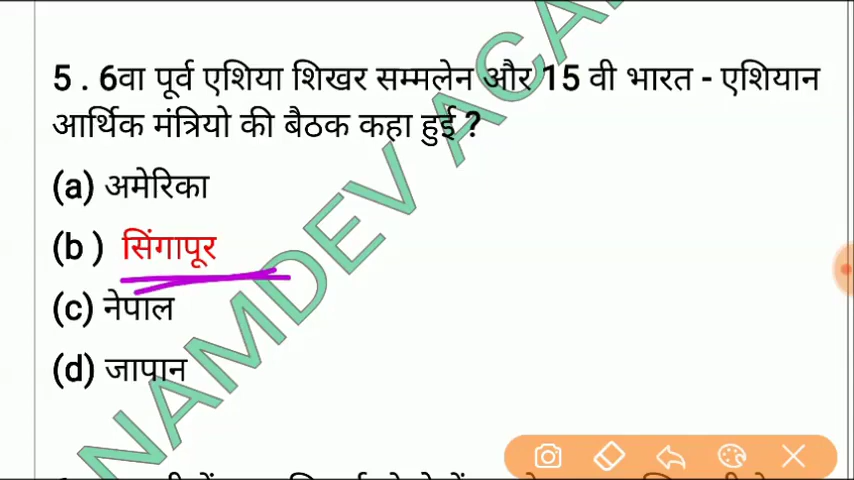 5 . 6वा पूर्व एशिया शिखर सम्मलेन और 15 वी भारत - एशियान
आर्थिक मंत्रियो की बैठक कहा हुई ?
(a) अमेरिका
(b ) सिंगापूर
(c) नेपाल
(d) जापान
NAMDEV ACA